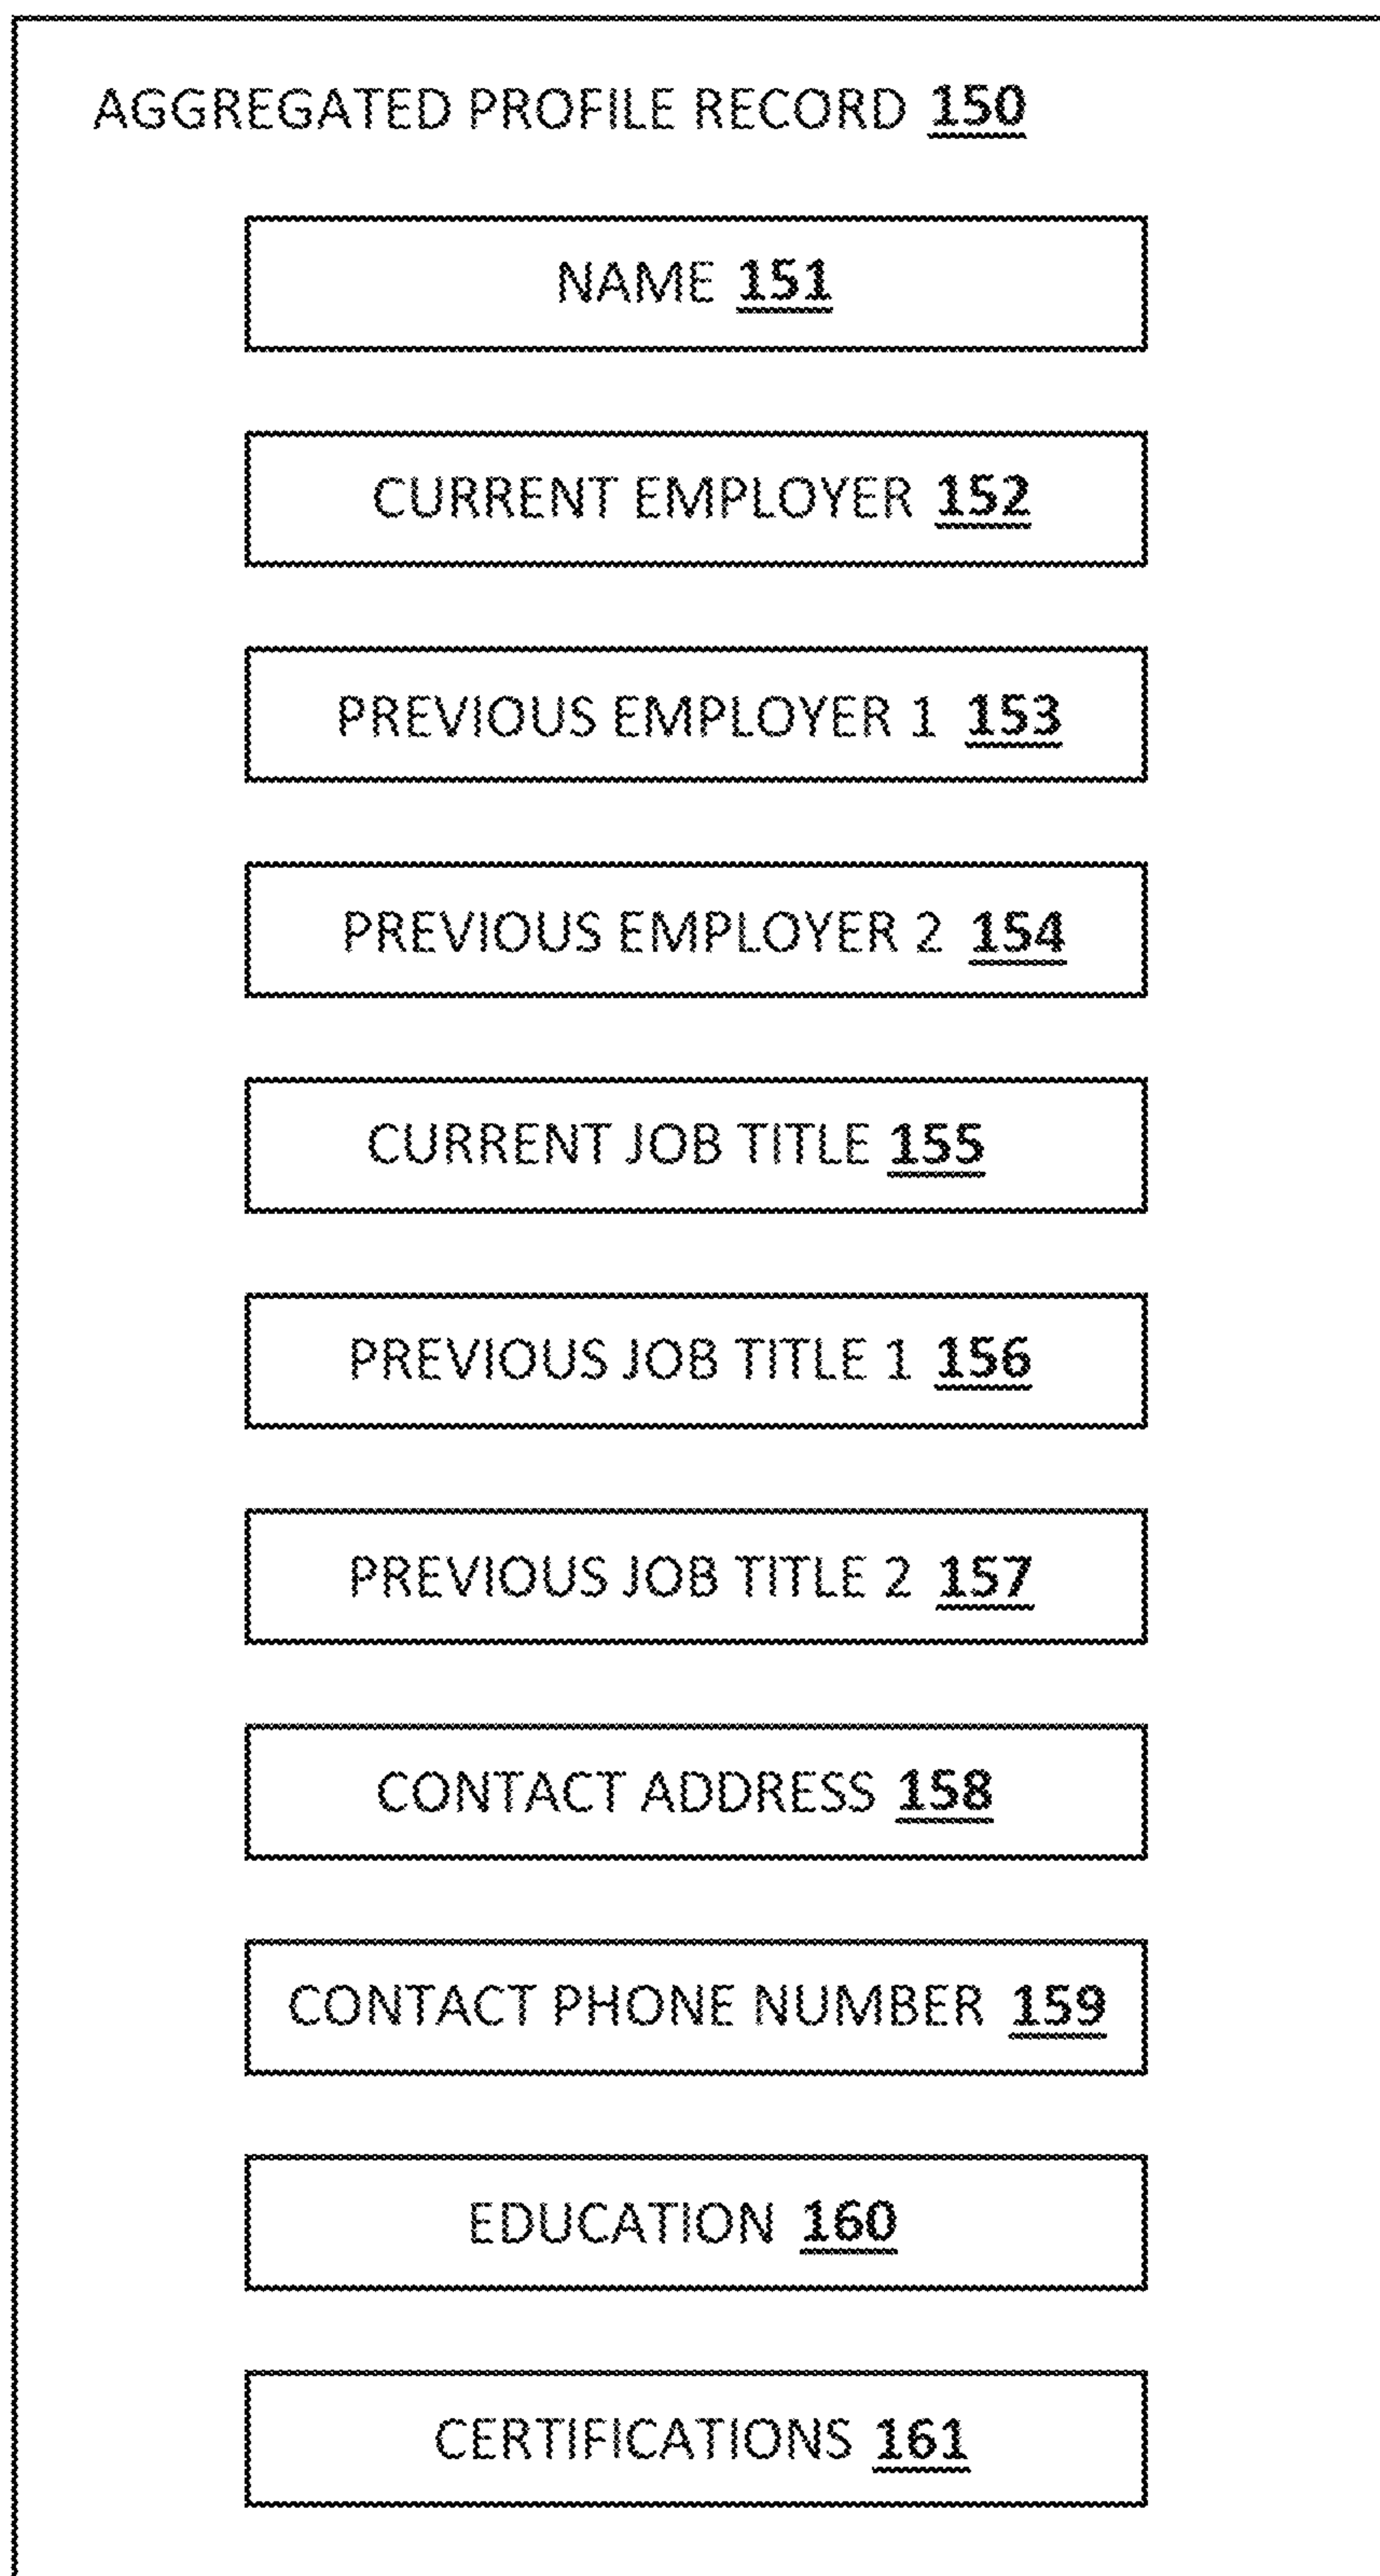 AGGREGATED PROFILE RECORD 150
NAME 151
CURRENT EMPLOYER 152
PREVIOUS EMPLOYER 1 153
PREVIOUS EMPLOYER 2 154
CURRENT JOB TITLE 155
PREVIOUS JOB TITLE 1 156
PREVIOUS JOB TITLE 2 157
CONTACT ADDRESS 158
CONTACT PHONE NUMBER 159
EDUCATION 160
CERTIFICATIONS 161